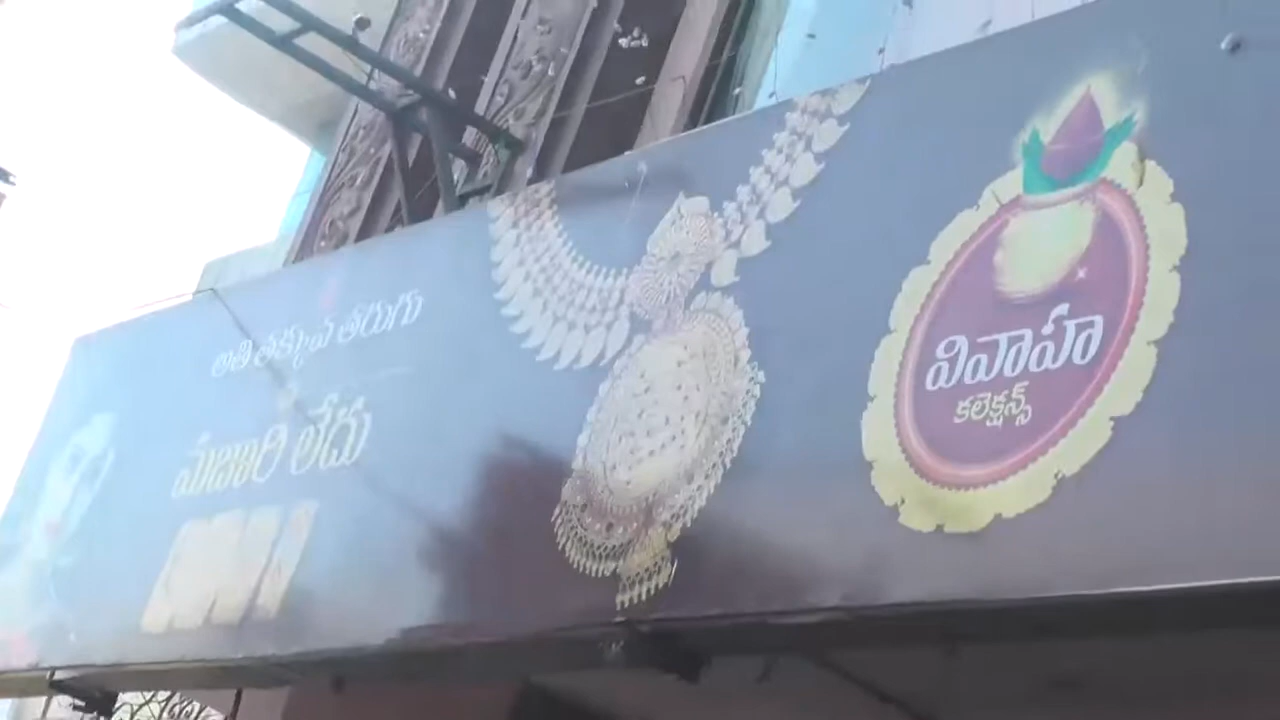 అతి తక్కువ తరుగు
మజూరి లేదు
వివాహ
కలెక్షన్స్